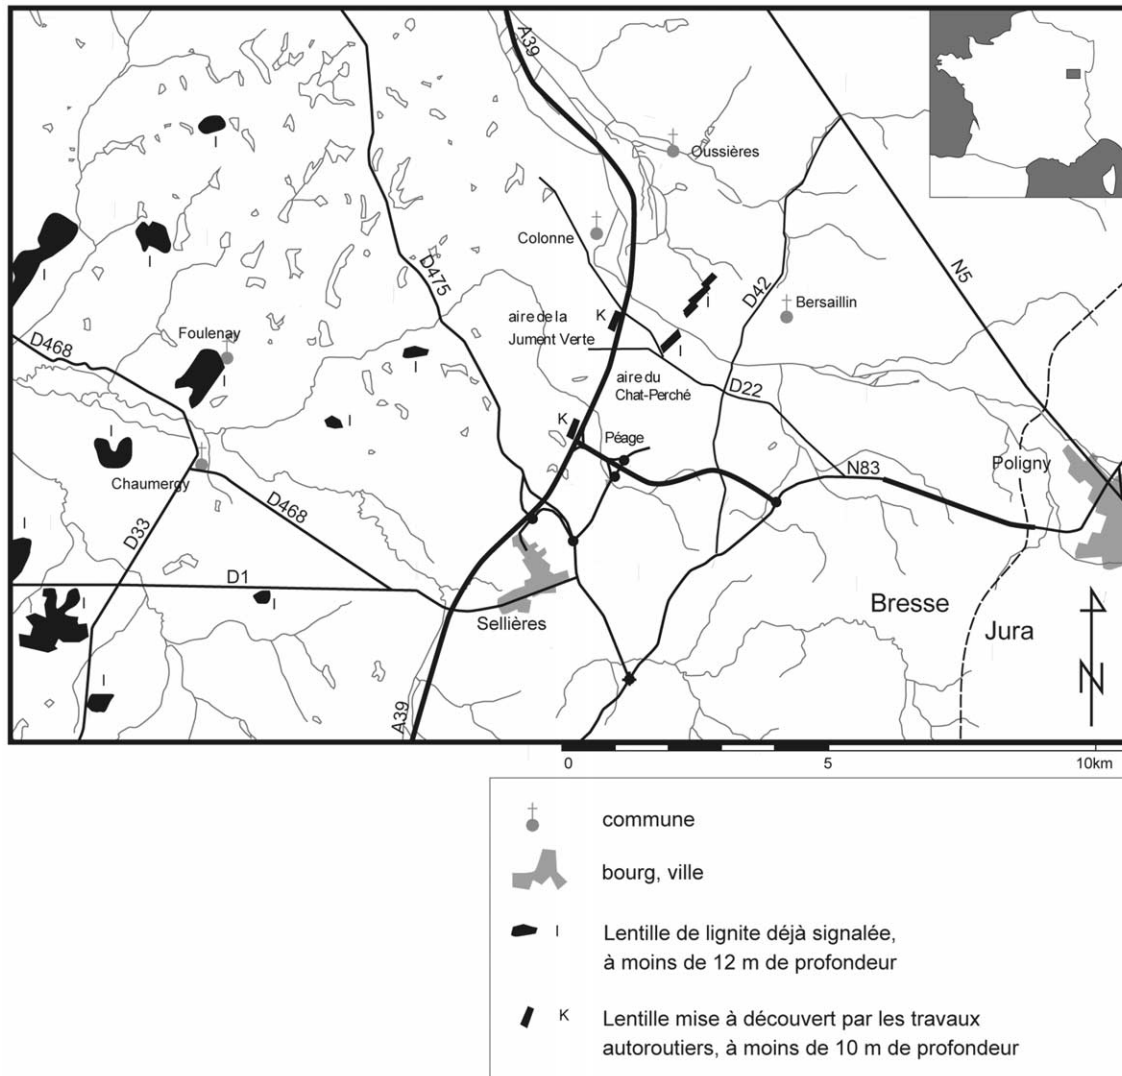 A39
Oussières
Colonne
D475
D42
N5
I
I
I
I
K
aire de la
Jument Verte
Bersaillin
Foulenay
D468
I
I
I
aire du
Chat-Perché
D22
K
Péage
I
I
Chaumergy
N83
Poligny
D468
D33
I
D1
I
I
Sellières
Bresse
Jura
I
A39
N
0
5
10km
commune
bourg, ville
I
Lentille de lignite déjà signalée,
à moins de 12 m de profondeur
K
Lentille mise à découvert par les travaux
autoroutiers, à moins de 10 m de profondeur